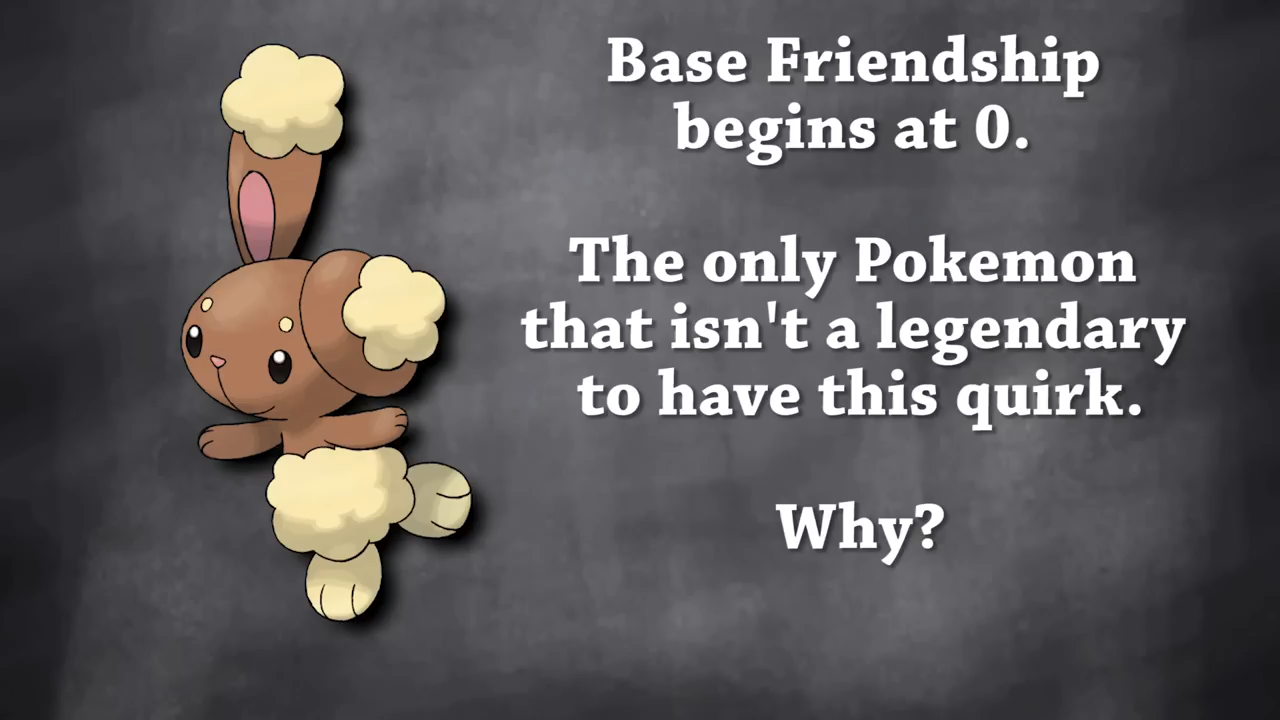 Base Friendship
begins at 0.
The only Pokemon
that isn't a legendary
to have this quirk.
Why?